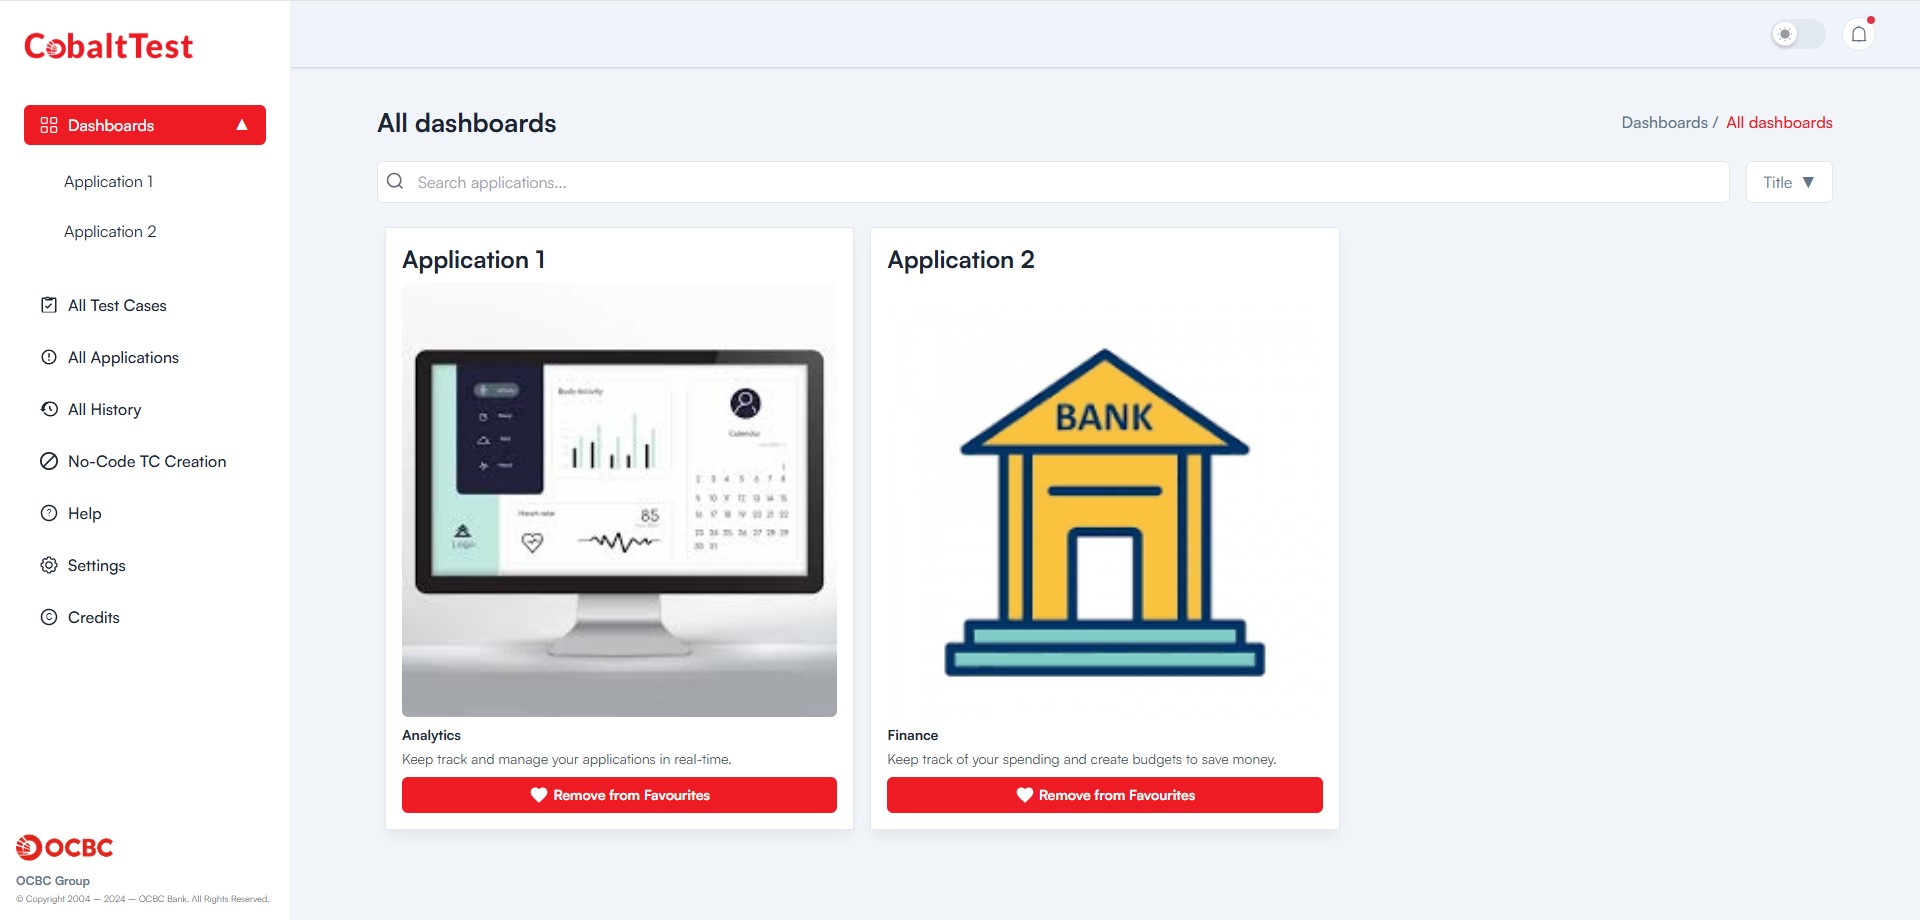 CobaltTest
Dashboards
Application 1
Application 2
All Test Cases
All Applications
All History
No-Code TC Creation
Help
Settings
Credits
OCBC
OCBC Group
© Copyright 2004 — 2024 — OCBC Bank. All Rights Reserved.
All dashboards
Dashboards / All dashboards
Search applications...
Title
Application 1
Body Activity
Calendar
Heart rate
85
Logo
Analytics
Keep track and manage your applications in real-time.
Remove from Favourites
Application 2
BANK
Finance
Keep track of your spending and create budgets to save money.
Remove from Favourites